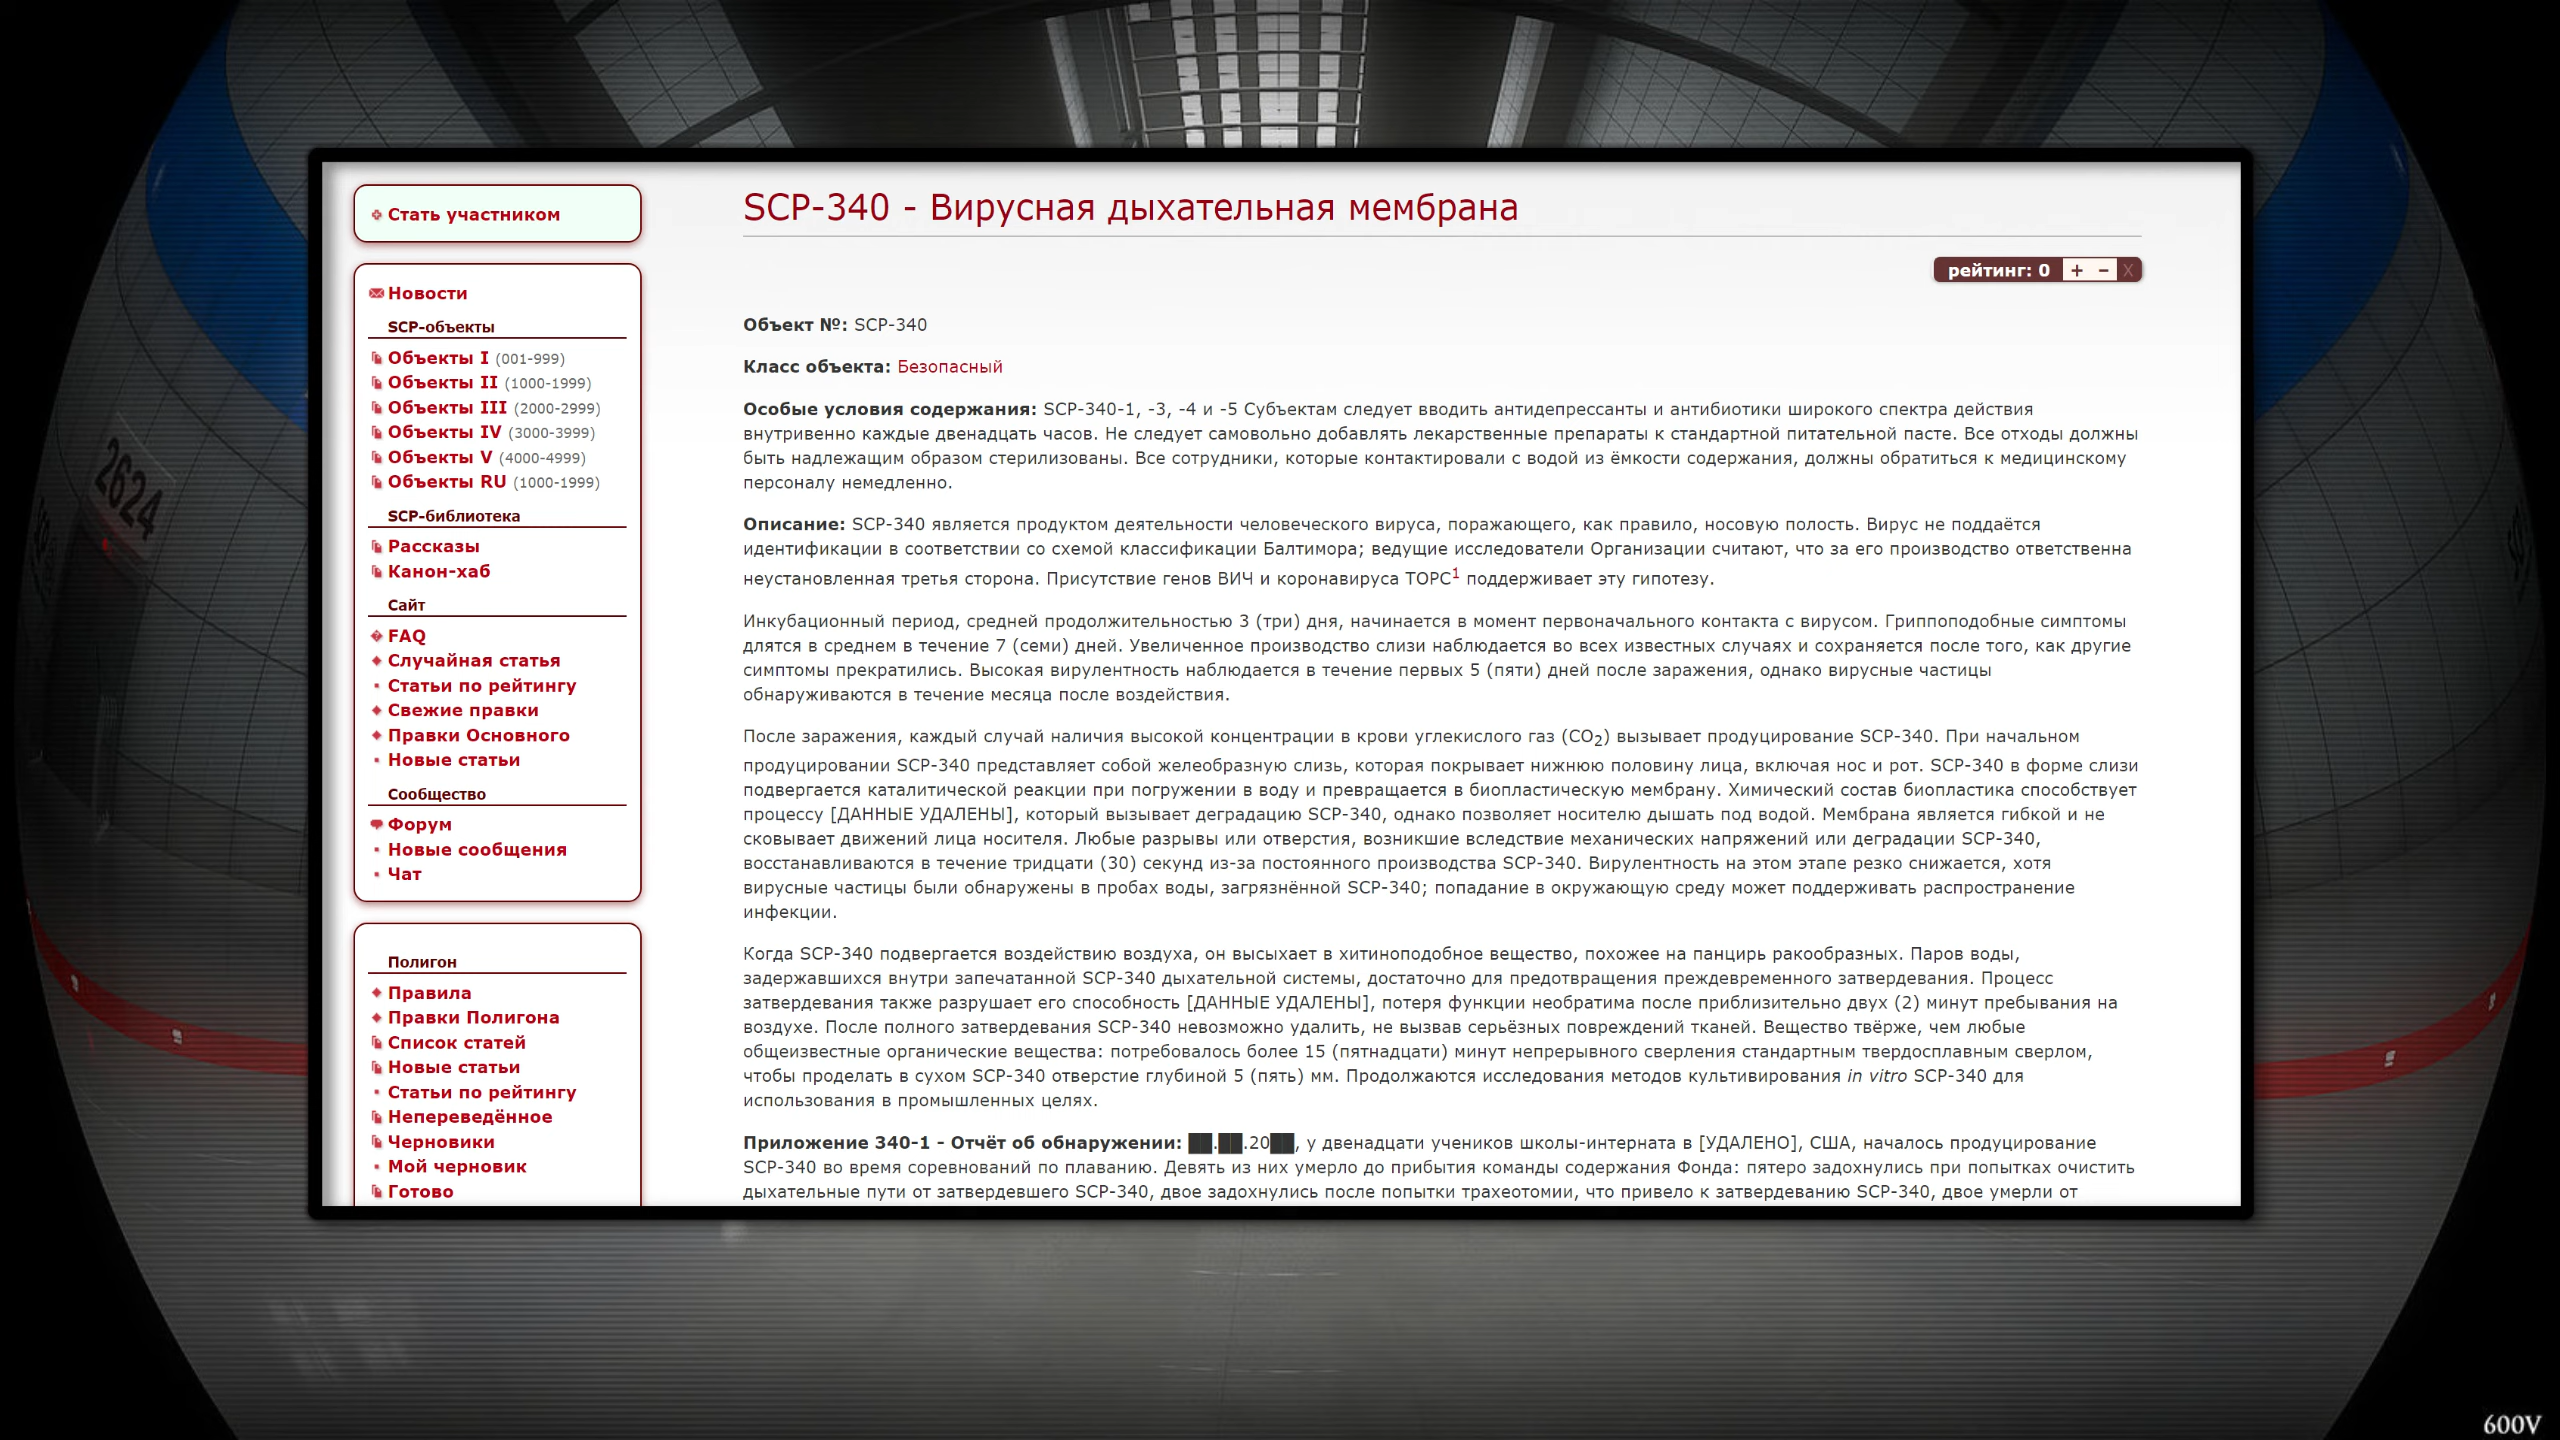 Стать участником
Новости
SCP-объекты
Объекты I (001-999)
Объекты II (1000-1999)
Объекты III (2000-2999)
Объекты IV (3000-3999)
Объекты V (4000-4999)
Объекты RU (1000-1999)
SCP-библиотека
Рассказы
Канон-хаб
Сайт
FAQ
Случайная статья
Статьи по рейтингу
Свежие правки
Правки Основного
Новые статьи
Сообщество
Форум
Новые сообщения
Чат
Полигон
Правила
Правки Полигона
Список статей
Новые статьи
Статьи по рейтингу
Непереведённое
Черновики
Мой черновик
Готово
SCP-340 - Вирусная дыхательная мембрана
рейтинг: 0 + − X
Объект №: SCP-340
Класс объекта: Безопасный
Особые условия содержания: SCP-340-1, -3, -4 и -5 Субъектам следует вводить антидепрессанты и антибиотики широкого спектра действия
внутривенно каждые двенадцать часов. Не следует самовольно добавлять лекарственные препараты к стандартной питательной пасте. Все отходы должны
быть надлежащим образом стерилизованы. Все сотрудники, которые контактировали с водой из ёмкости содержания, должны обратиться к медицинскому
персоналу немедленно.
Описание: SCP-340 является продуктом деятельности человеческого вируса, поражающего, как правило, носовую полость. Вирус не поддаётся
идентификации в соответствии со схемой классификации Балтимора; ведущие исследователи Организации считают, что за его производство ответственна
неустановленная третья сторона. Присутствие генов ВИЧ и коронавируса ТОРС1 поддерживает эту гипотезу.
Инкубационный период, средней продолжительностью 3 (три) дня, начинается в момент первоначального контакта с вирусом. Гриппоподобные симптомы
длятся в среднем в течение 7 (семи) дней. Увеличенное производство слизи наблюдается во всех известных случаях и сохраняется после того, как другие
симптомы прекратились. Высокая вирулентность наблюдается в течение первых 5 (пяти) дней после заражения, однако вирусные частицы
обнаруживаются в течение месяца после воздействия.
После заражения, каждый случай наличия высокой концентрации в крови углекислого газ (CO2) вызывает продуцирование SCP-340. При начальном
продуцировании SCP-340 представляет собой желеобразную слизь, которая покрывает нижнюю половину лица, включая нос и рот. SCP-340 в форме слизи
подвергается каталитической реакции при погружении в воду и превращается в биопластическую мембрану. Химический состав биопластика способствует
процессу [ДАННЫЕ УДАЛЕНЫ], который вызывает деградацию SCP-340, однако позволяет носителю дышать под водой. Мембрана является гибкой и не
сковывает движений лица носителя. Любые разрывы или отверстия, возникшие вследствие механических напряжений или деградации SCP-340,
восстанавливаются в течение тридцати (30) секунд из-за постоянного производства SCP-340. Вирулентность на этом этапе резко снижается, хотя
вирусные частицы были обнаружены в пробах воды, загрязнённой SCP-340; попадание в окружающую среду может поддерживать распространение
инфекции.
Когда SCP-340 подвергается воздействию воздуха, он высыхает в хитиноподобное вещество, похожее на панцирь ракообразных. Паров воды,
задержавшихся внутри запечатанной SCP-340 дыхательной системы, достаточно для предотвращения преждевременного затвердевания. Процесс
затвердевания также разрушает его способность [ДАННЫЕ УДАЛЕНЫ], потеря функции необратима после приблизительно двух (2) минут пребывания на
воздухе. После полного затвердевания SCP-340 невозможно удалить, не вызвав серьёзных повреждений тканей. Вещество твёрже, чем любые
общеизвестные органические вещества: потребовалось более 15 (пятнадцати) минут непрерывного сверления стандартным твердосплавным сверлом,
чтобы проделать в сухом SCP-340 отверстие глубиной 5 (пять) мм. Продолжаются исследования методов культивирования in vitro SCP-340 для
использования в промышленных целях.
Приложение 340-1 - Отчёт об обнаружении: ██.██.20██, у двенадцати учеников школы-интерната в [УДАЛЕНО], США, началось продуцирование
SCP-340 во время соревнований по плаванию. Девять из них умерло до прибытия команды содержания Фонда: пятеро задохнулись при попытках очистить
дыхательные пути от затвердевшего SCP-340, двое задохнулись после попытки трахеотомии, что привело к затвердеванию SCP-340, двое умерли от
2624
600V